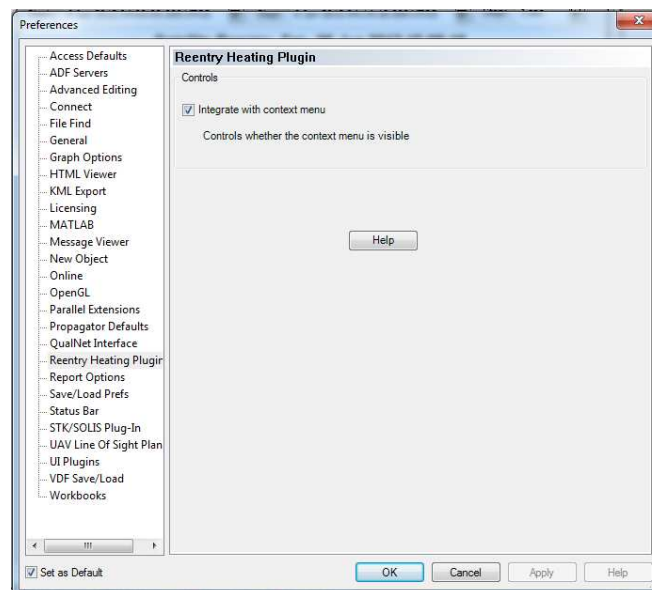 Preferences
Access Defaults
ADF Servers
Advanced Editing
Connect
File Find
General
Graph Options
HTML Viewer
KML Export
Licensing
MATLAB
Message Viewer
New Object
Online
OpenGL
Parallel Extensions
Propagator Defaults
QualNet Interface
Reentry Heating Plugin
Report Options
Save/Load Prefs
Status Bar
STK/SOLIS Plug-In
UAV Line Of Sight Plan
UI Plugins
VDF Save/Load
Workbooks
Set as Default
Reentry Heating Plugin
Controls
Integrate with context menu
Controls whether the context menu is visible
Help
OK
Cancel
Apply
Help